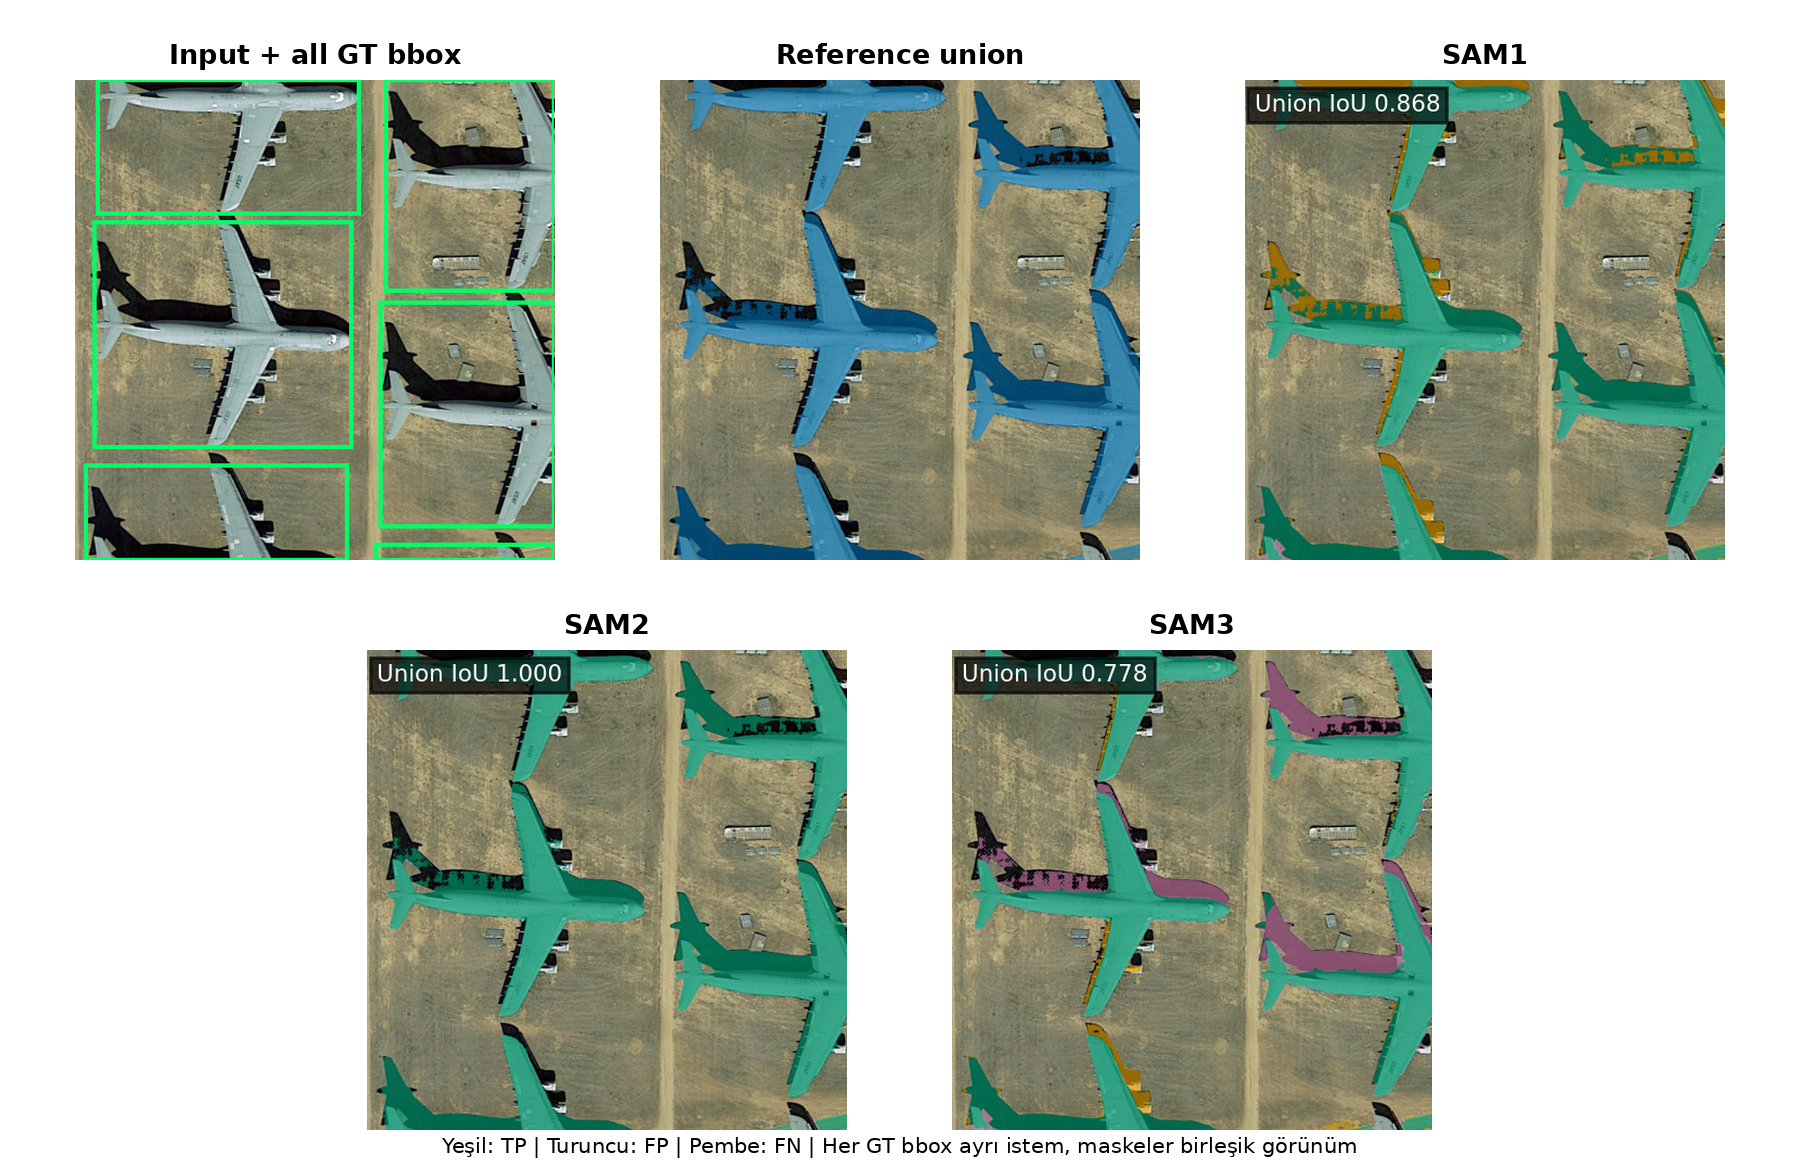 Input + all GT bbox
Reference union
SAM1
Union IoU 0.868
SAM2
SAM3
Union IoU 1.000
Union IoU 0.778
Yeşil: TP | Turuncu: FP | Pembe: FN | Her GT bbox ayrı istem, maskeler birleşik görünüm